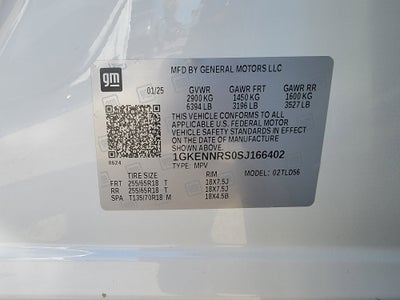 gm
MFD BY GENERAL MOTORS LLC
01/25 GVWR GAWR FRT GAWR RR
2900 KG 1450 KG 1600 KG
6394 LB 3196 LB 3527 LB
THIS VEHICLE CONFORMS TO ALL
APPLICABLE U.S. FEDERAL MOTOR
VEHICLE SAFETY STANDARDS IN EFFECT ON
THE DATE OF MANUFACTURE SHOWN ABOVE.
1GKENNRS0SJ166402
8624 TYPE: MPV MODEL: 02TLD56
TIRE SIZE RIM
FRT 255/65R18 T 18X7.5J
RR 255/65R18 T 18X7.5J
SPA T135/70R18 M 18X4.5B